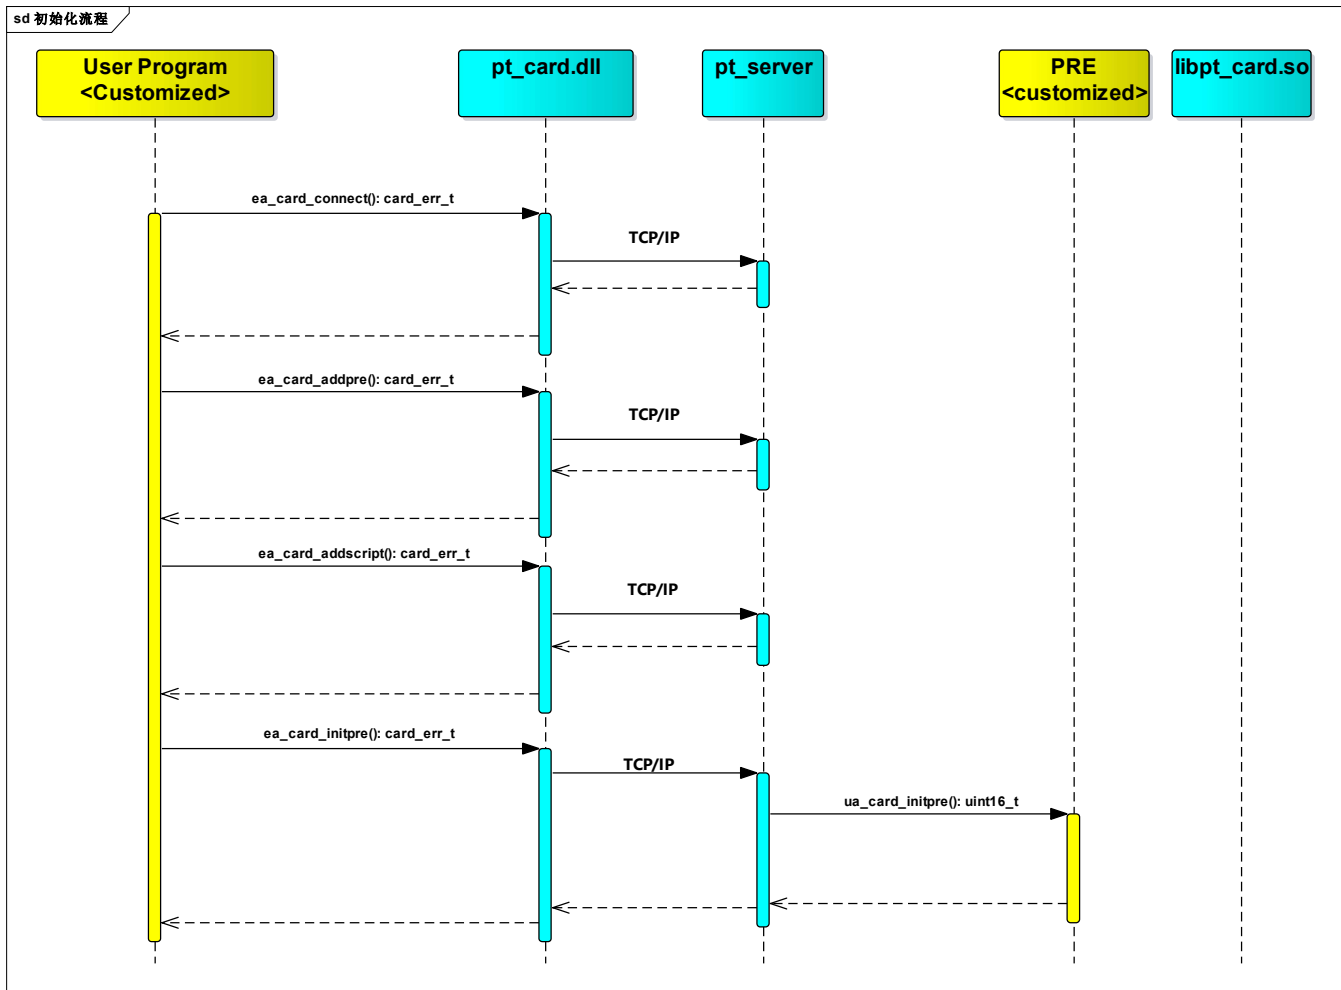 sd 初始化流程
User Program
<Customized>
pt_card.dll
pt_server
PRE
<customized>
libpt_card.so
ea_card_connect(): card_err_t
TCP/IP
ea_card_addpre(): card_err_t
TCP/IP
ea_card_addscript(): card_err_t
TCP/IP
ea_card_initpre(): card_err_t
TCP/IP
ua_card_initpre(): uint16_t